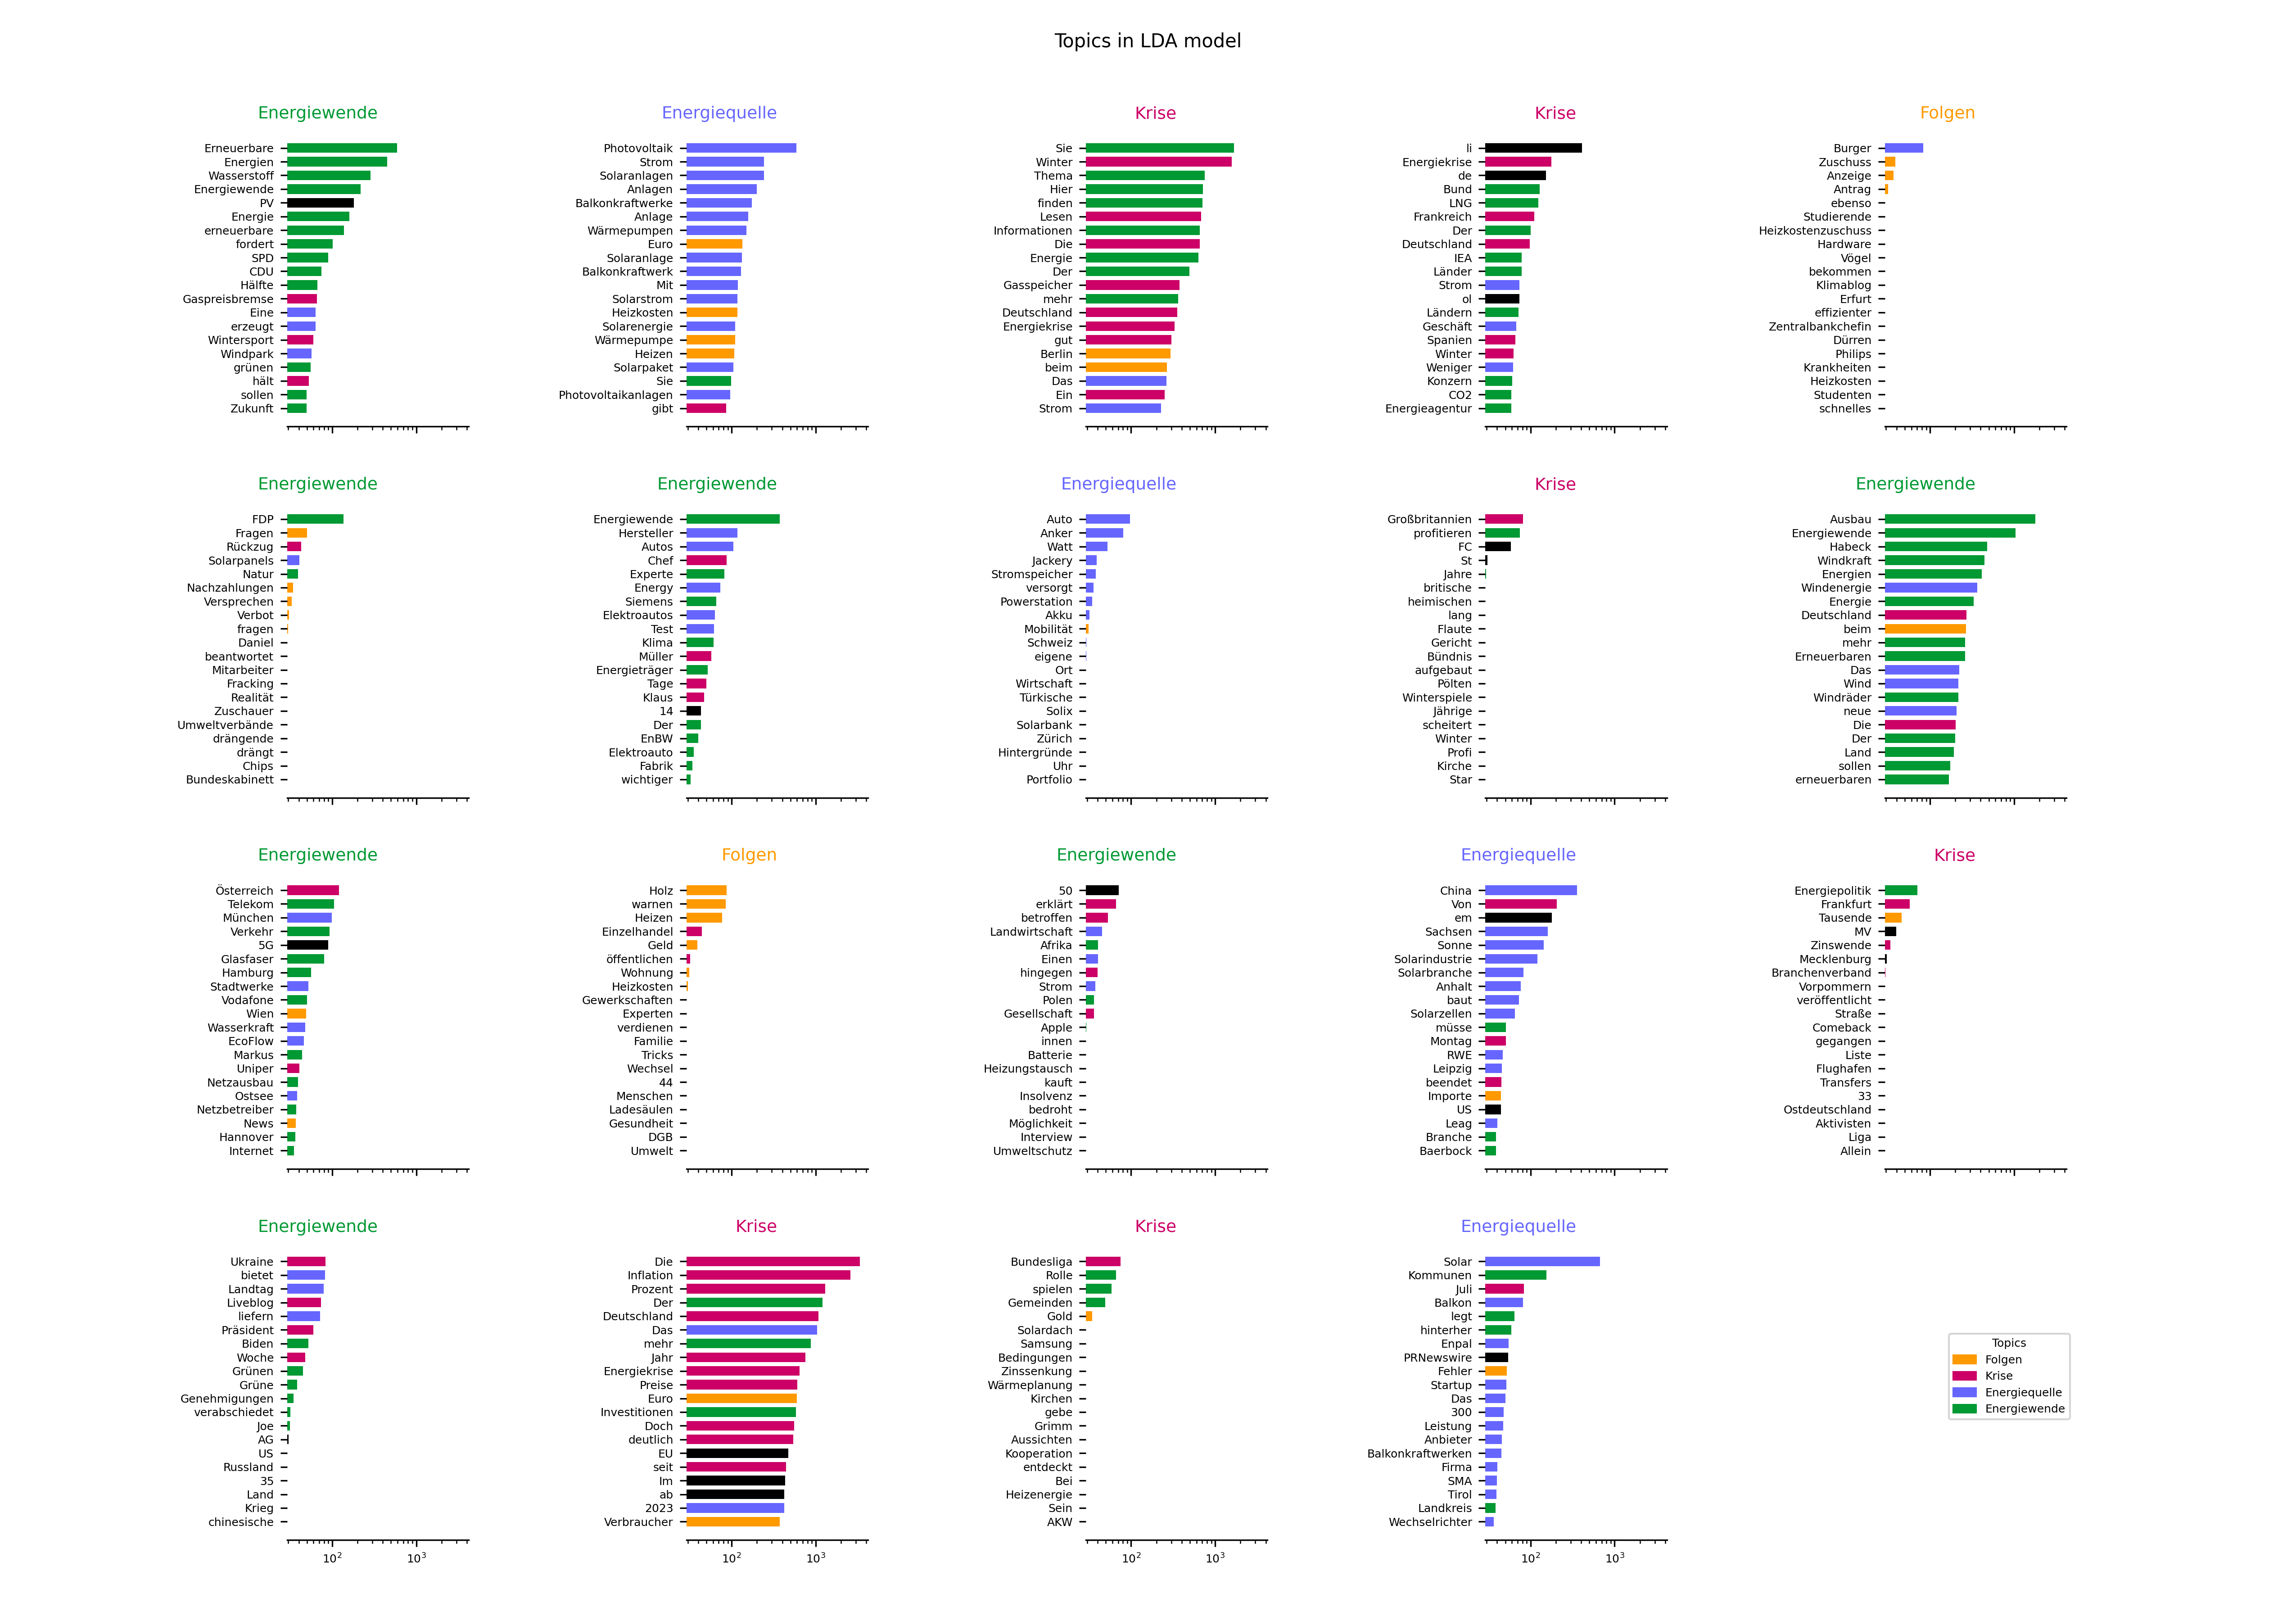 Topics in LDA model
Energiewende
Erneuerbare
Energien
Wasserstoff
Energiewende
PV
Energie
erneuerbare
fordert
SPD
CDU
Hälfte
Gaspreisbremse
Eine
erzeugt
Wintersport
Windpark
grünen
hält
sollen
Zukunft
Energiequelle
Photovoltaik
Strom
Solaranlagen
Anlagen
Balkonkraftwerke
Anlage
Wärmepumpen
Euro
Solaranlage
Balkonkraftwerk
Mit
Solarstrom
Heizkosten
Solarenergie
Wärmepumpe
Heizen
Solarpaket
Sie
Photovoltaikanlagen
gibt
Krise
Sie
Winter
Thema
Hier
finden
Lesen
Informationen
Die
Energie
Der
Gasspeicher
mehr
Deutschland
Energiekrise
gut
Berlin
beim
Das
Ein
Strom
Krise
li
Energiekrise
de
Bund
LNG
Frankreich
Der
Deutschland
IEA
Länder
Strom
ol
Ländern
Geschäft
Spanien
Winter
Weniger
Konzern
CO2
Energieagentur
Folgen
Burger
Zuschuss
Anzeige
Antrag
ebenso
Studierende
Heizkostenzuschuss
Hardware
Vögel
bekommen
Klimablog
Erfurt
effizienter
Zentralbankchefin
Dürren
Philips
Krankheiten
Heizkosten
Studenten
schnelles
Energiewende
FDP
Fragen
Rückzug
Solarpanels
Natur
Nachzahlungen
Versprechen
Verbot
fragen
Daniel
beantwortet
Mitarbeiter
Fracking
Realität
Zuschauer
Umweltverbände
drängende
drängt
Chips
Bundeskabinett
Energiewende
Energiewende
Hersteller
Autos
Chef
Experte
Energy
Siemens
Elektroautos
Test
Klima
Müller
Energieträger
Tage
Klaus
14
Der
EnBW
Elektroauto
Fabrik
wichtiger
Energiequelle
Auto
Anker
Watt
Jackery
Stromspeicher
versorgt
Powerstation
Akku
Mobilität
Schweiz
eigene
Ort
Wirtschaft
Türkische
Solix
Solarbank
Zürich
Hintergründe
Uhr
Portfolio
Krise
Großbritannien
profitieren
FC
St
Jahre
britische
heimischen
lang
Flaute
Gericht
Bündnis
aufgebaut
Pölten
Winterspiele
Jährige
scheitert
Winter
Profi
Kirche
Star
Energiewende
Ausbau
Energiewende
Habeck
Windkraft
Energien
Windenergie
Energie
Deutschland
beim
mehr
Erneuerbaren
Das
Wind
Windräder
neue
Die
Der
Land
sollen
erneuerbaren
Energiewende
Österreich
Telekom
München
Verkehr
5G
Glasfaser
Hamburg
Stadtwerke
Vodafone
Wien
Wasserkraft
EcoFlow
Markus
Uniper
Netzausbau
Ostsee
Netzbetreiber
News
Hannover
Internet
Folgen
Holz
warnen
Heizen
Einzelhandel
Geld
öffentlichen
Wohnung
Heizkosten
Gewerkschaften
Experten
verdienen
Familie
Tricks
Wechsel
44
Menschen
Ladesäulen
Gesundheit
DGB
Umwelt
Energiewende
50
erklärt
betroffen
Landwirtschaft
Afrika
Einen
hingegen
Strom
Polen
Gesellschaft
Apple
innen
Batterie
Heizungstausch
kauft
Insolvenz
bedroht
Möglichkeit
Interview
Umweltschutz
Energiequelle
China
Von
em
Sachsen
Sonne
Solarindustrie
Solarbranche
Anhalt
baut
Solarzellen
müsse
Montag
RWE
Leipzig
beendet
Importe
US
Leag
Branche
Baerbock
Krise
Energiepolitik
Frankfurt
Tausende
MV
Zinswende
Mecklenburg
Branchenverband
Vorpommern
veröffentlicht
Straße
Comeback
gegangen
Liste
Flughafen
Transfers
33
Ostdeutschland
Aktivisten
Liga
Allein
Energiewende
Ukraine
bietet
Landtag
Liveblog
liefern
Präsident
Biden
Woche
Grünen
Grüne
Genehmigungen
verabschiedet
Joe
AG
US
Russland
35
Land
Krieg
chinesische
10² 10³
Krise
Die
Inflation
Prozent
Der
Deutschland
Das
mehr
Jahr
Energiekrise
Preise
Euro
Investitionen
Doch
deutlich
EU
seit
Im
ab
2023
Verbraucher
10² 10³
Krise
Bundesliga
Rolle
spielen
Gemeinden
Gold
Solardach
Samsung
Bedingungen
Zinssenkung
Wärmeplanung
Kirchen
gebe
Grimm
Aussichten
Kooperation
entdeckt
Bei
Heizenergie
Sein
AKW
10² 10³
Energiequelle
Solar
Kommunen
Juli
Balkon
legt
hinterher
Enpal
PRNewswire
Fehler
Startup
Das
300
Leistung
Anbieter
Balkonkraftwerken
Firma
SMA
Tirol
Landkreis
Wechselrichter
10² 10³
Topics
Folgen
Krise
Energiequelle
Energiewende